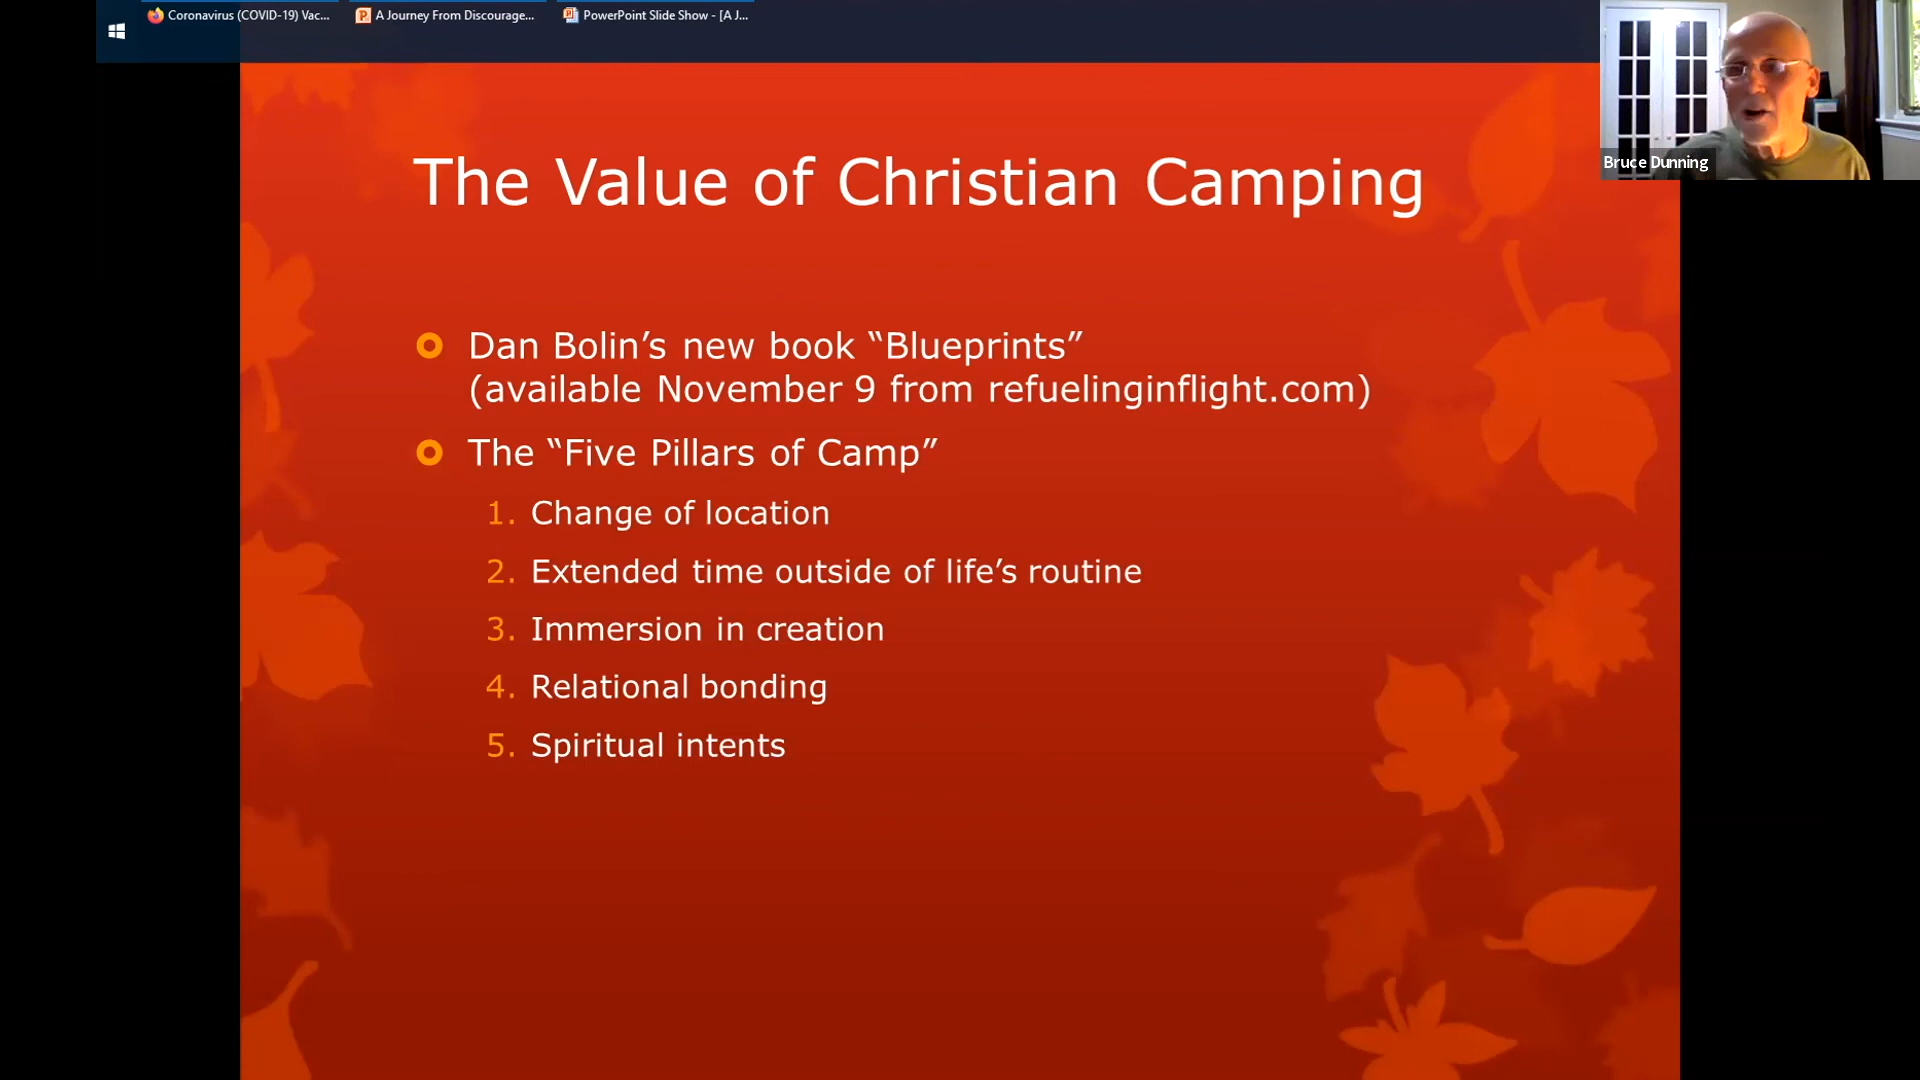 Coronavirus (COVID-19) Vac...
A Journey From Discourage...
PowerPoint Slide Show - [A J...
Bruce Dunning
The Value of Christian Camping
Dan Bolin’s new book “Blueprints”
(available November 9 from refuelinginflight.com)
The “Five Pillars of Camp”
1. Change of location
2. Extended time outside of life’s routine
3. Immersion in creation
4. Relational bonding
5. Spiritual intents